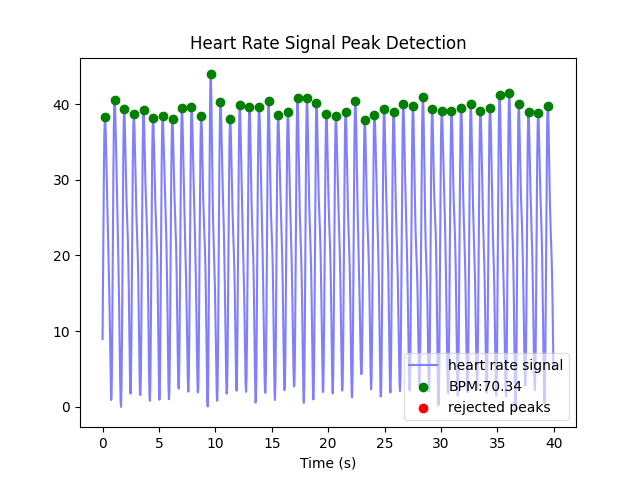 Heart Rate Signal Peak Detection
40
30
20
10
0
heart rate signal
BPM:70.34
rejected peaks
0 5 10 15 20 25 30 35 40
Time (s)